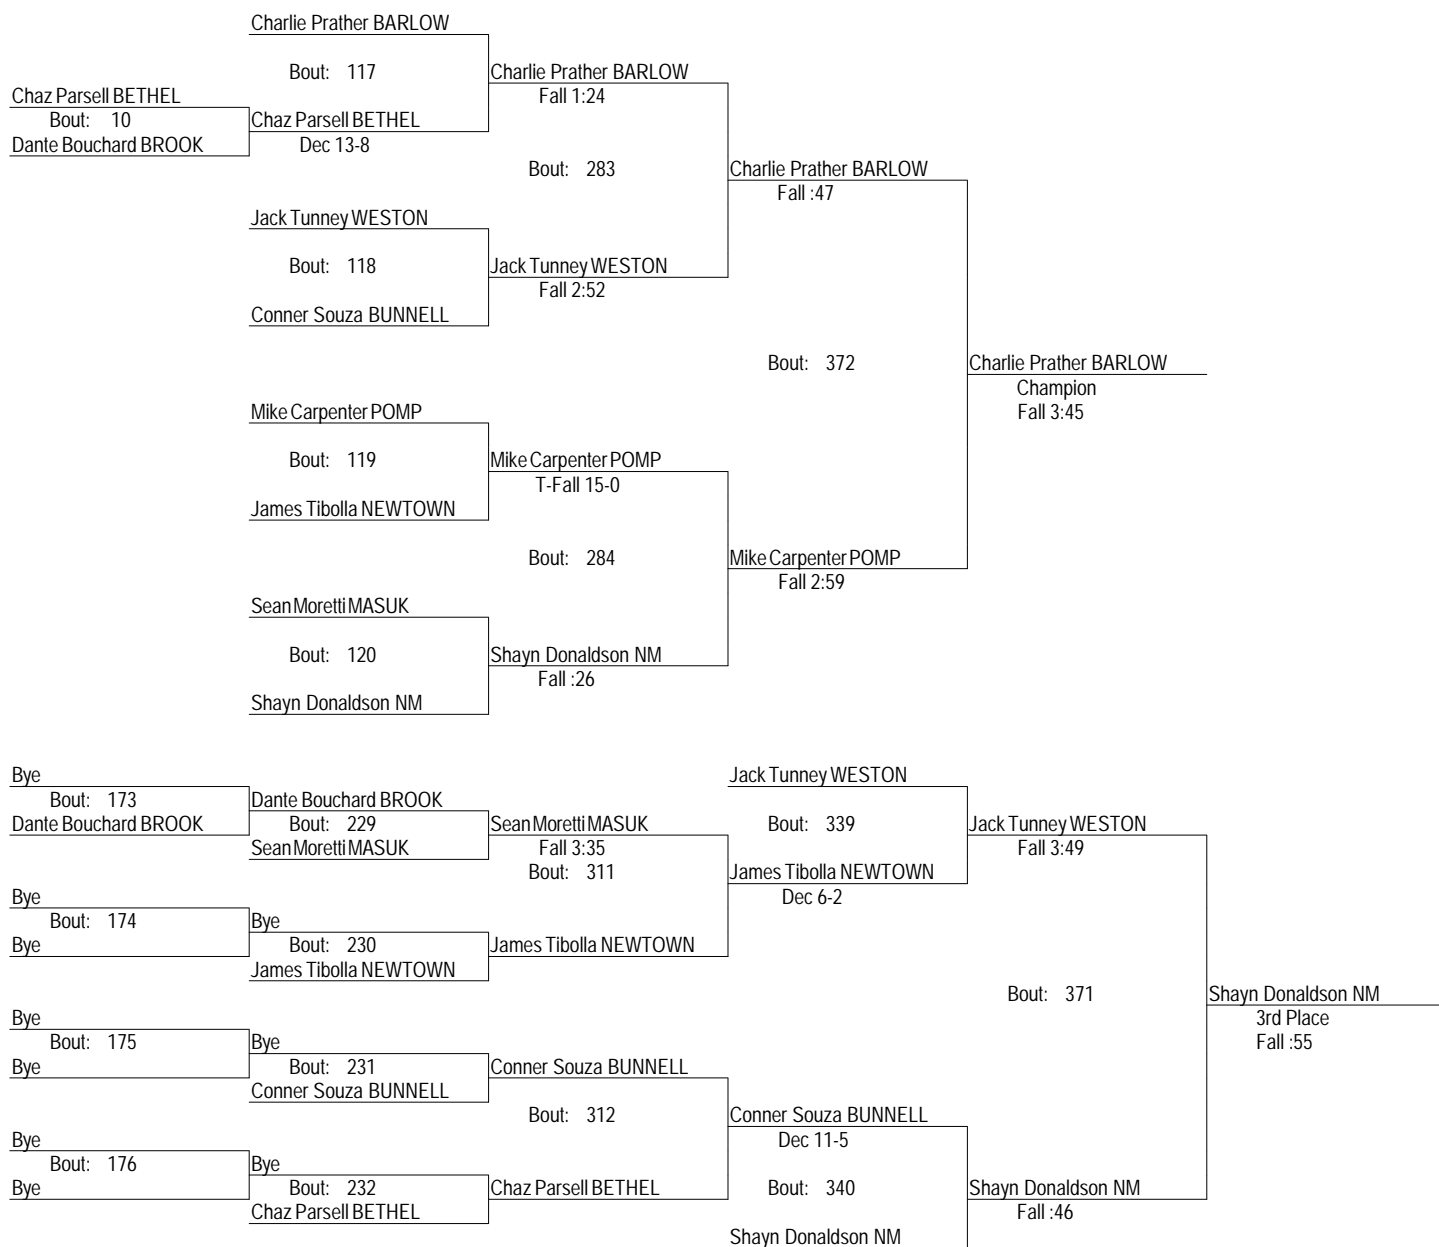 Charlie Prather BARLOW
Bout: 117
Charlie Prather BARLOW
Chaz Parsell BETHEL
Fall 1:24
Bout: 10
Chaz Parsell BETHEL
Dante Bouchard BROOK
Dec 13-8
Bout: 283
Charlie Prather BARLOW
Fall :47
Jack Tunney WESTON
Bout: 118
Jack Tunney WESTON
Fall 2:52
Conner Souza BUNNELL
Bout: 372
Charlie Prather BARLOW
Champion
Fall 3:45
Mike Carpenter POMP
Bout: 119
Mike Carpenter POMP
T-Fall 15-0
James Tibolla NEWTOWN
Bout: 284
Mike Carpenter POMP
Fall 2:59
Sean Moretti MASUK
Bout: 120
Shayn Donaldson NM
Fall :26
Shayn Donaldson NM
Bye
Jack Tunney WESTON
Bout: 173
Dante Bouchard BROOK
Dante Bouchard BROOK
Bout: 229
Sean Moretti MASUK
Bout: 339
Jack Tunney WESTON
Sean Moretti MASUK
Fall 3:35
Fall 3:49
Bout: 311
James Tibolla NEWTOWN
Bye
Dec 6-2
Bout: 174
Bye
Bye
Bout: 230
James Tibolla NEWTOWN
James Tibolla NEWTOWN
Bout: 371
Shayn Donaldson NM
3rd Place
Fall :55
Bye
Bout: 175
Bye
Bye
Bout: 231
Conner Souza BUNNELL
Conner Souza BUNNELL
Bout: 312
Conner Souza BUNNELL
Dec 11-5
Bye
Bout: 176
Bye
Bye
Bout: 232
Chaz Parsell BETHEL
Bout: 340
Shayn Donaldson NM
Chaz Parsell BETHEL
Fall :46
Shayn Donaldson NM